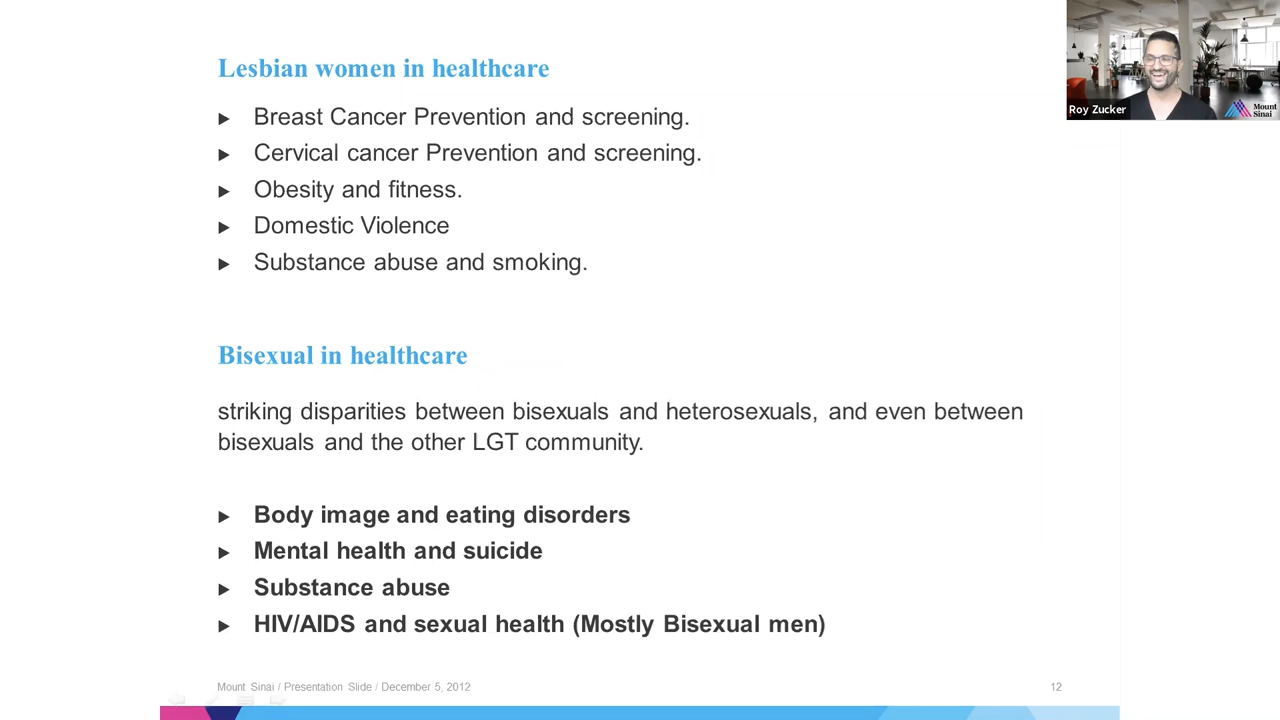 Lesbian women in healthcare
Breast Cancer Prevention and screening.
Cervical cancer Prevention and screening.
Obesity and fitness.
Domestic Violence
Substance abuse and smoking.
Bisexual in healthcare
striking disparities between bisexuals and heterosexuals, and even between
bisexuals and the other LGT community.
Body image and eating disorders
Mental health and suicide
Substance abuse
HIV/AIDS and sexual health (Mostly Bisexual men)
Mount Sinai / Presentation Slide / December 5, 2012
12
Roy Zucker
Mount
Sinai